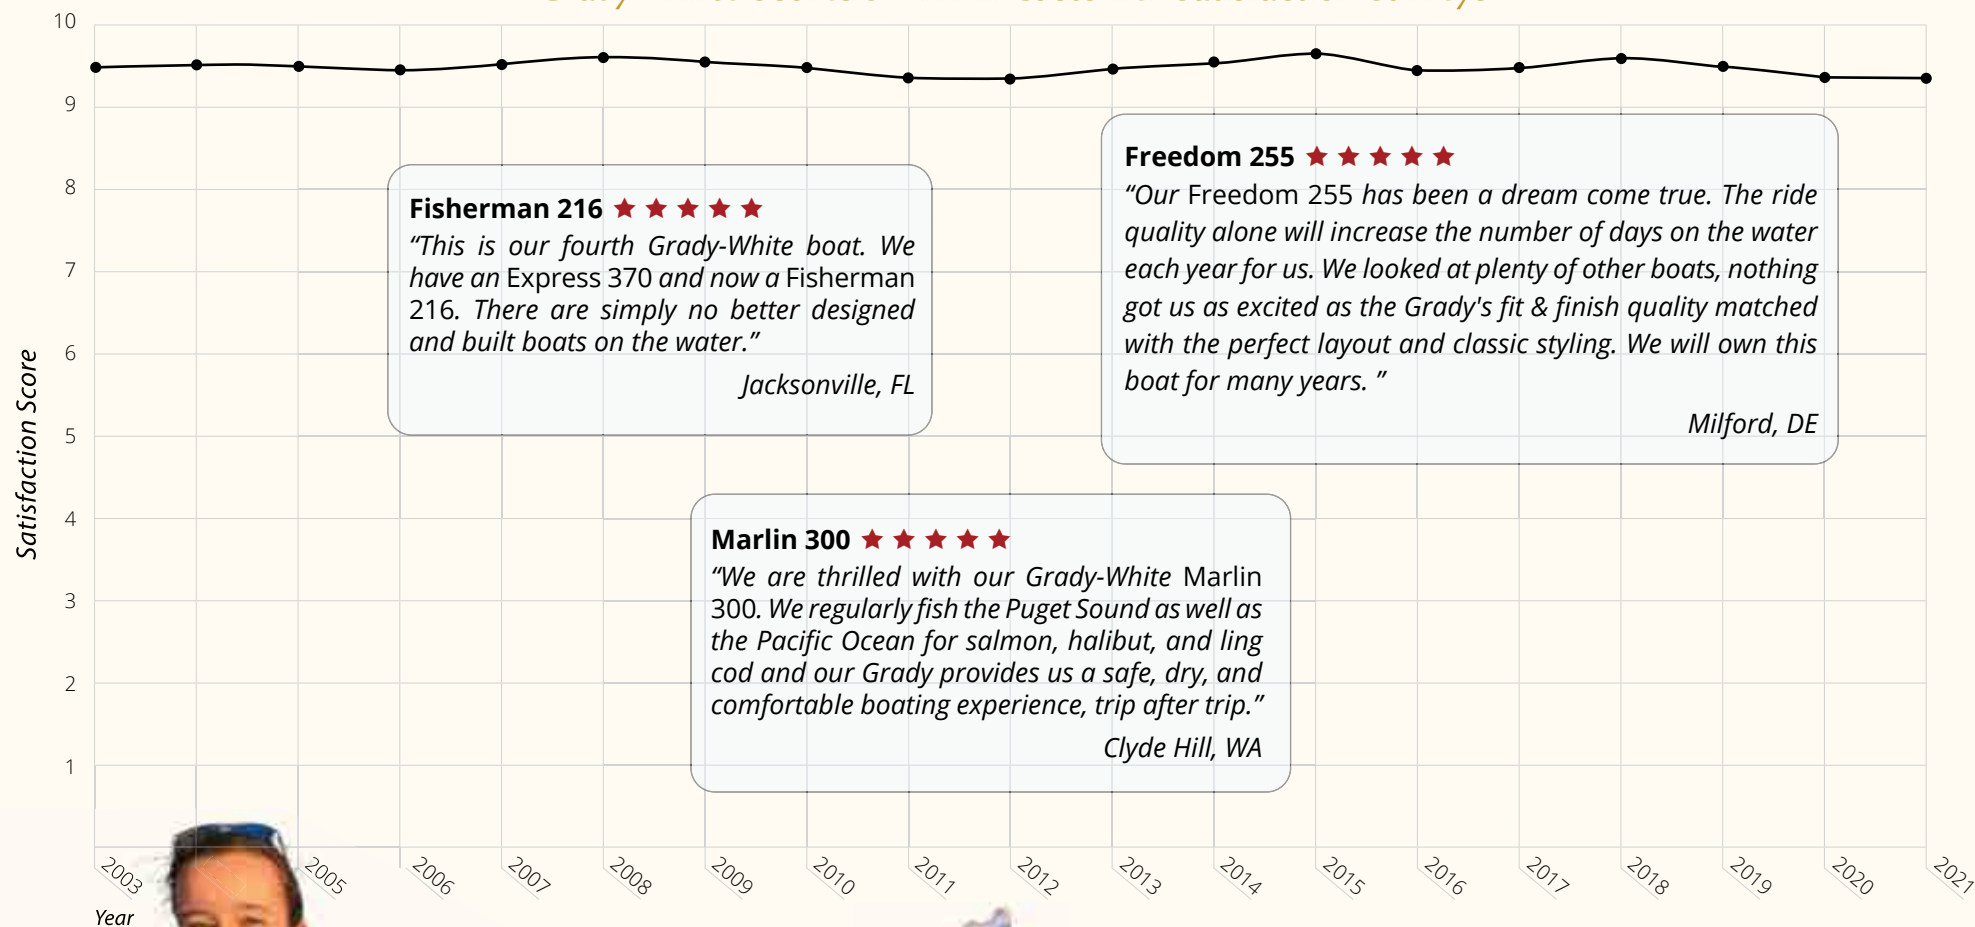 10
9
8
7
6
5
4
3
2
1
Satisfaction Score
Fisherman 216
“This is our fourth Grady-White boat. We
have an Express 370 and now a Fisherman
216. There are simply no better designed
and built boats on the water.”
Jacksonville, FL
Freedom 255
“Our Freedom 255 has been a dream come true. The ride
quality alone will increase the number of days on the water
each year for us. We looked at plenty of other boats, nothing
got us as excited as the Grady's fit & finish quality matched
with the perfect layout and classic styling. We will own this
boat for many years. ”
Milford, DE
Marlin 300
“We are thrilled with our Grady-White Marlin
300. We regularly fish the Puget Sound as well as
the Pacific Ocean for salmon, halibut, and ling
cod and our Grady provides us a safe, dry, and
comfortable boating experience, trip after trip.”
Clyde Hill, WA
2003
2005
2006
2007
2008
2009
2010
2011
2012
2013
2014
2015
2016
2017
2018
2019
2020
2021
Year